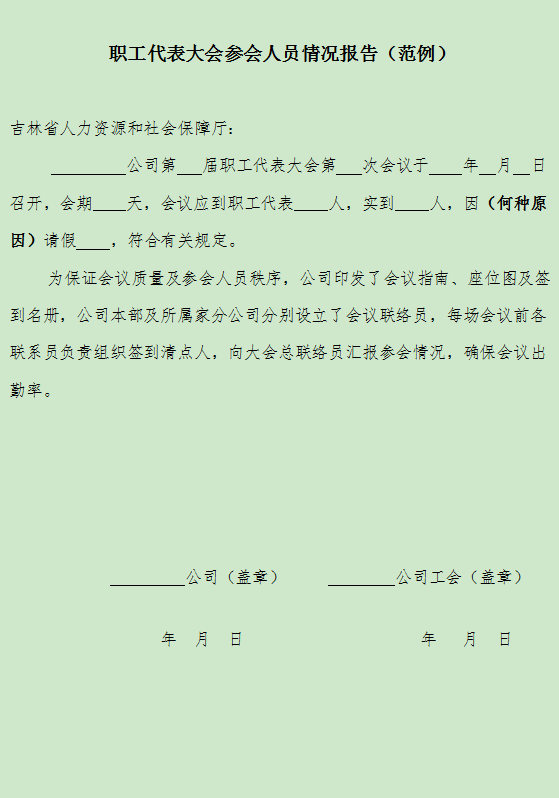 职工代表大会参会人员情况报告（范例）
吉林省人力资源和社会保障厅：
_________公司第___届职工代表大会第___次会议于____年__月__日
召开，会期____天，会议应到职工代表____人，实到____人，因（何种原
因）请假____，符合有关规定。
为保证会议质量及参会人员秩序，公司印发了会议指南、座位图及签
到名册，公司本部及所属家分公司分别设立了会议联络员，每场会议前各
联系员负责组织签到清点人，向大会总联络员汇报参会情况，确保会议出
勤率。
_________公司（盖章） ________公司工会（盖章）
年 月 日 年 月 日